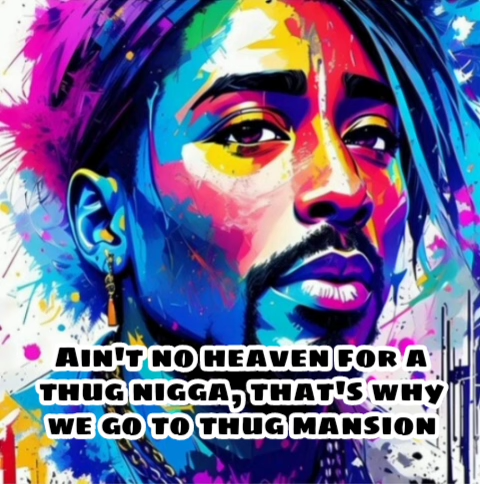 Ain't no heaven for a
thug nigga, that's why
we go to thug mansion